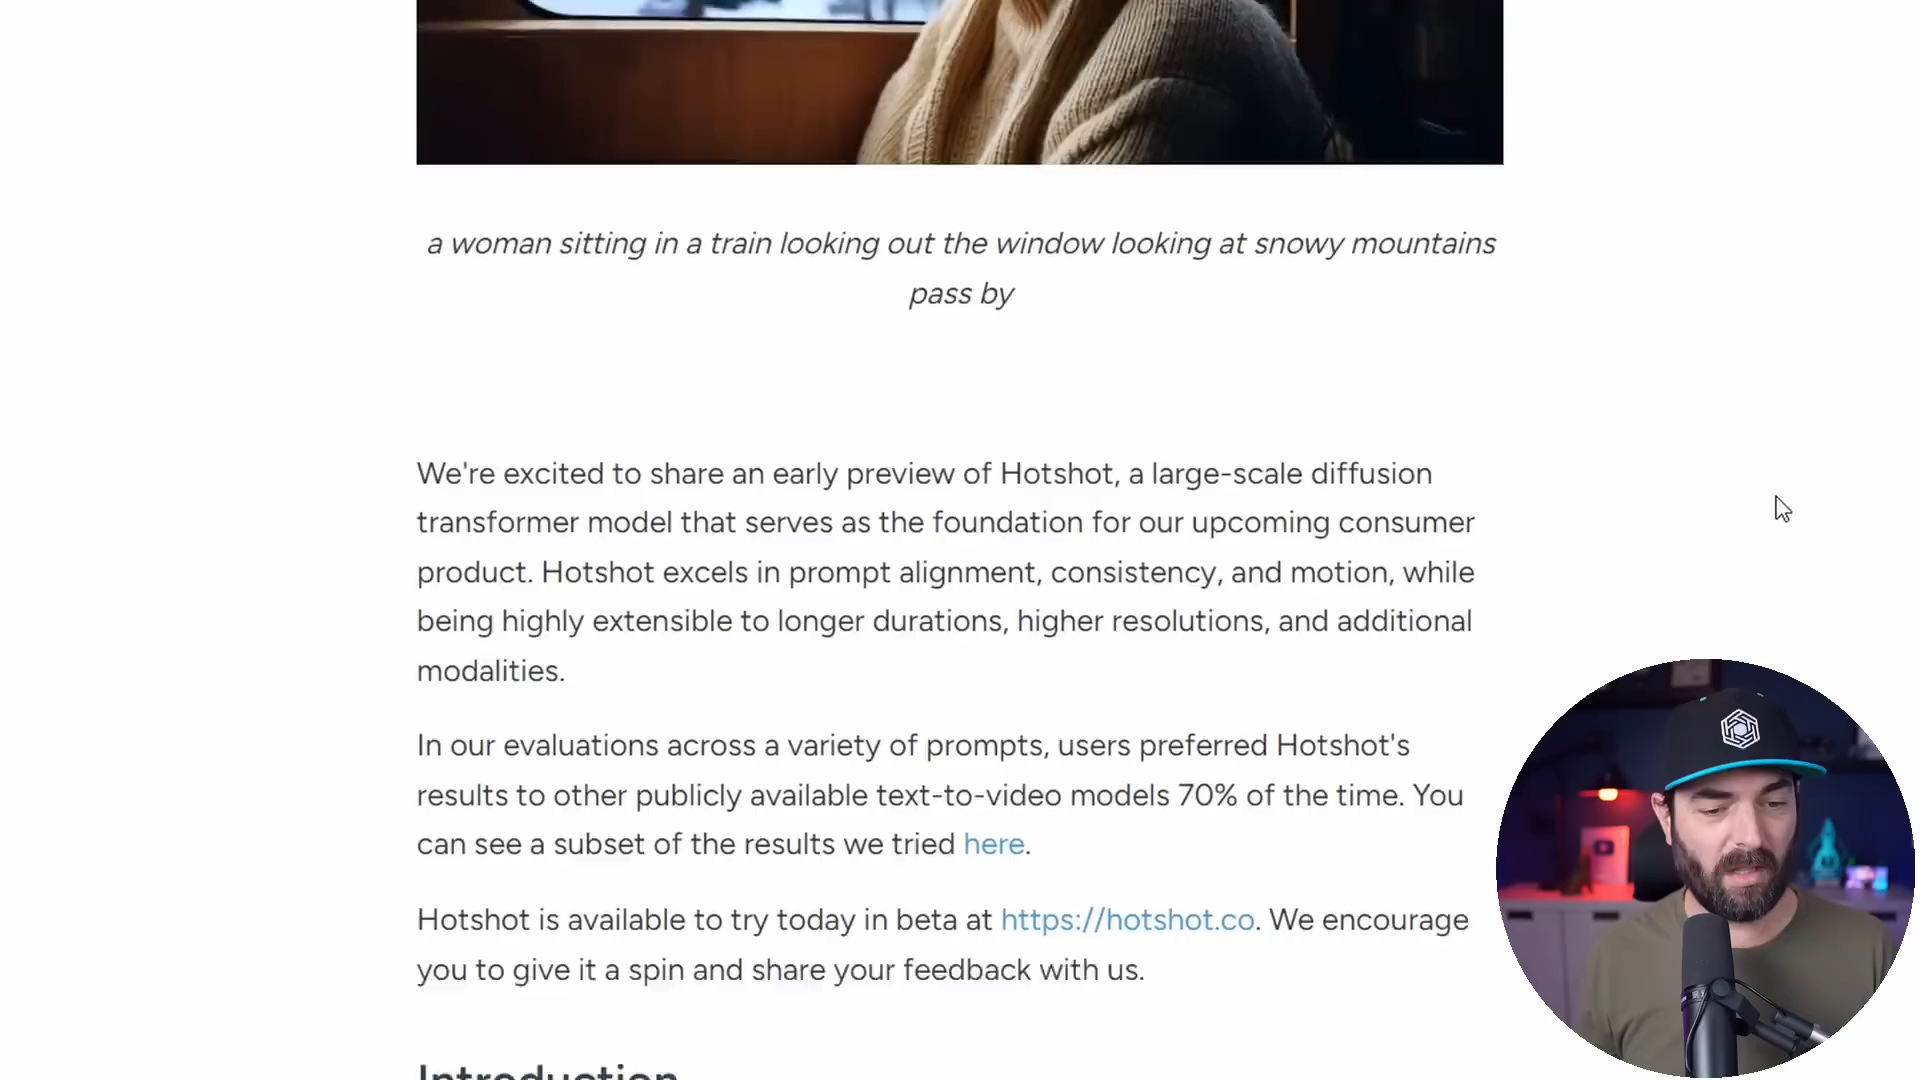 a woman sitting in a train looking out the window looking at snowy mountains
pass by
We're excited to share an early preview of Hotshot, a large-scale diffusion
transformer model that serves as the foundation for our upcoming consumer
product. Hotshot excels in prompt alignment, consistency, and motion, while
being highly extensible to longer durations, higher resolutions, and additional
modalities.
In our evaluations across a variety of prompts, users preferred Hotshot's
results to other publicly available text-to-video models 70% of the time. You
can see a subset of the results we tried here.
Hotshot is available to try today in beta at https://hotshot.co. We encourage
you to give it a spin and share your feedback with us.
Introduction